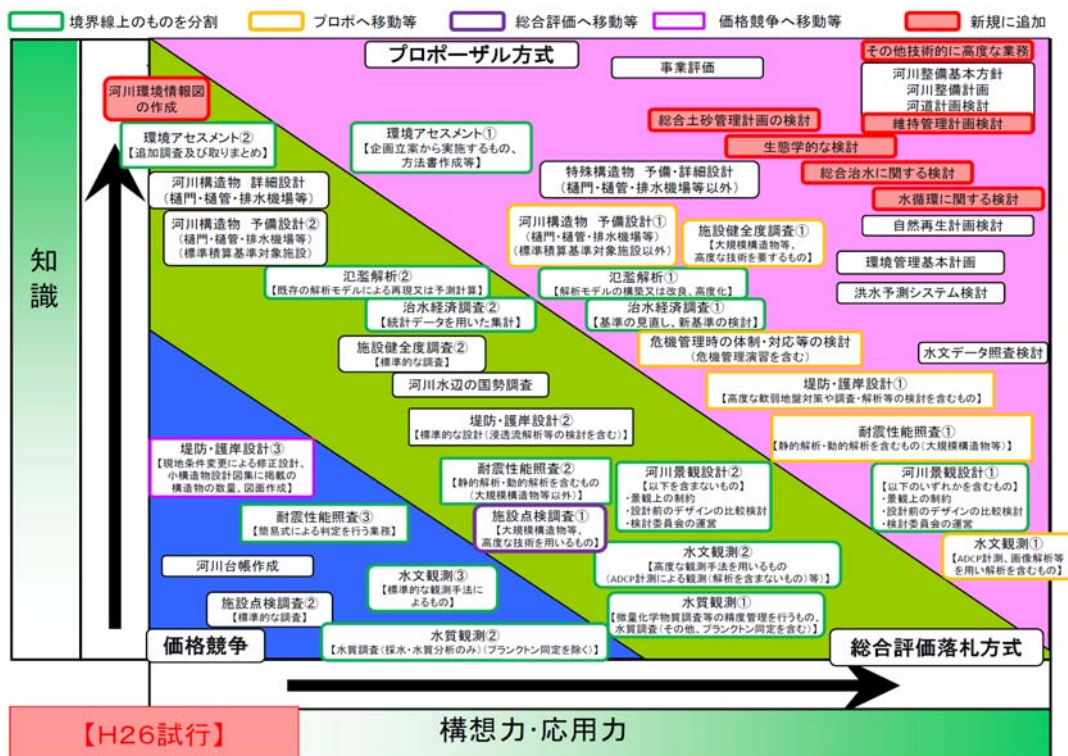 境界線上のものを分割
プロポへ移動等
総合評価へ移動等
価格競争へ移動等
新規に追加
プロポーザル方式
事業評価
その他技術的に高度な業務
河川整備基本方針
河川整備計画
河道計画検討
維持管理計画検討
河川環境情報図
の作成
総合土砂管理計画の検討
生態学的な検討
総合治水に関する検討
水循環に関する検討
環境アセスメント②
【追加調査及び取りまとめ】
環境アセスメント①
【企画立案から実施するもの、
方法書作成等】
特殊構造物 予備・詳細設計
(樋門・樋管・排水機場等以外)
河川構造物 詳細設計
(樋門・樋管・排水機場等)
河川構造物 予備設計②
(樋門・樋管・排水機場等)
(標準積算基準対象施設)
河川構造物 予備設計①
(樋門・樋管・排水機場等)
(標準積算基準対象施設以外)
施設健全度調査①
【大規模構造物等、
高度な技術を要するもの】
自然再生計画検討
環境管理基本計画
洪水予測システム検討
氾濫解析②
【既存の解析モデルによる再現又は予測計算】
氾濫解析①
【解析モデルの構築又は改良、高度化】
治水経済調査②
【統計データを用いた集計】
治水経済調査①
【基準の見直し、新基準の検討】
施設健全度調査②
【標準的な調査】
危機管理時の体制・対応等の検討
(危機管理演習を含む)
水文データ照査検討
河川水辺の国勢調査
堤防・護岸設計①
【高度な軟弱地盤対策や調査・解析等の検討を含むもの】
堤防・護岸設計②
【標準的な設計(浸透流解析等の検討を含む)】
耐震性能照査①
【静的解析・動的解析を含むもの(大規模構造物等)】
堤防・護岸設計③
【現地条件変更による修正設計、
小構造物設計図集に掲載の
構造物の数量、図面作成】
耐震性能照査②
【静的解析・動的解析を含むもの
(大規模構造物等以外)】
河川景観設計②
【以下を含まないもの】
・景観上の制約
・設計前のデザインの比較検討
・検討委員会の運営
河川景観設計①
【以下のいずれかを含むもの】
・景観上の制約
・設計前のデザインの比較検討
・検討委員会の運営
耐震性能照査③
【簡易式による判定を行う業務】
施設点検調査①
【大規模構造物等、
高度な技術を用いるもの】
水文観測①
【ADCP計測、画像解析等
を用い解析を含むもの】
水文観測②
【高度な観測手法を用いるもの
(ADCP計測による観測(解析を含まないもの)等)】
河川台帳作成
水文観測③
【標準的な観測手法に
よるもの】
施設点検調査②
【標準的な調査】
水質観測①
【微量化学物質調査等の精度管理を行うもの、
水質調査(その他、プランクトン同定を含む)】
水質観測②
【水質調査(採水・水質分析のみ)(プランクトン同定を除く)】
価格競争
総合評価落札方式
知識
構想力・応用力
【H26試行】